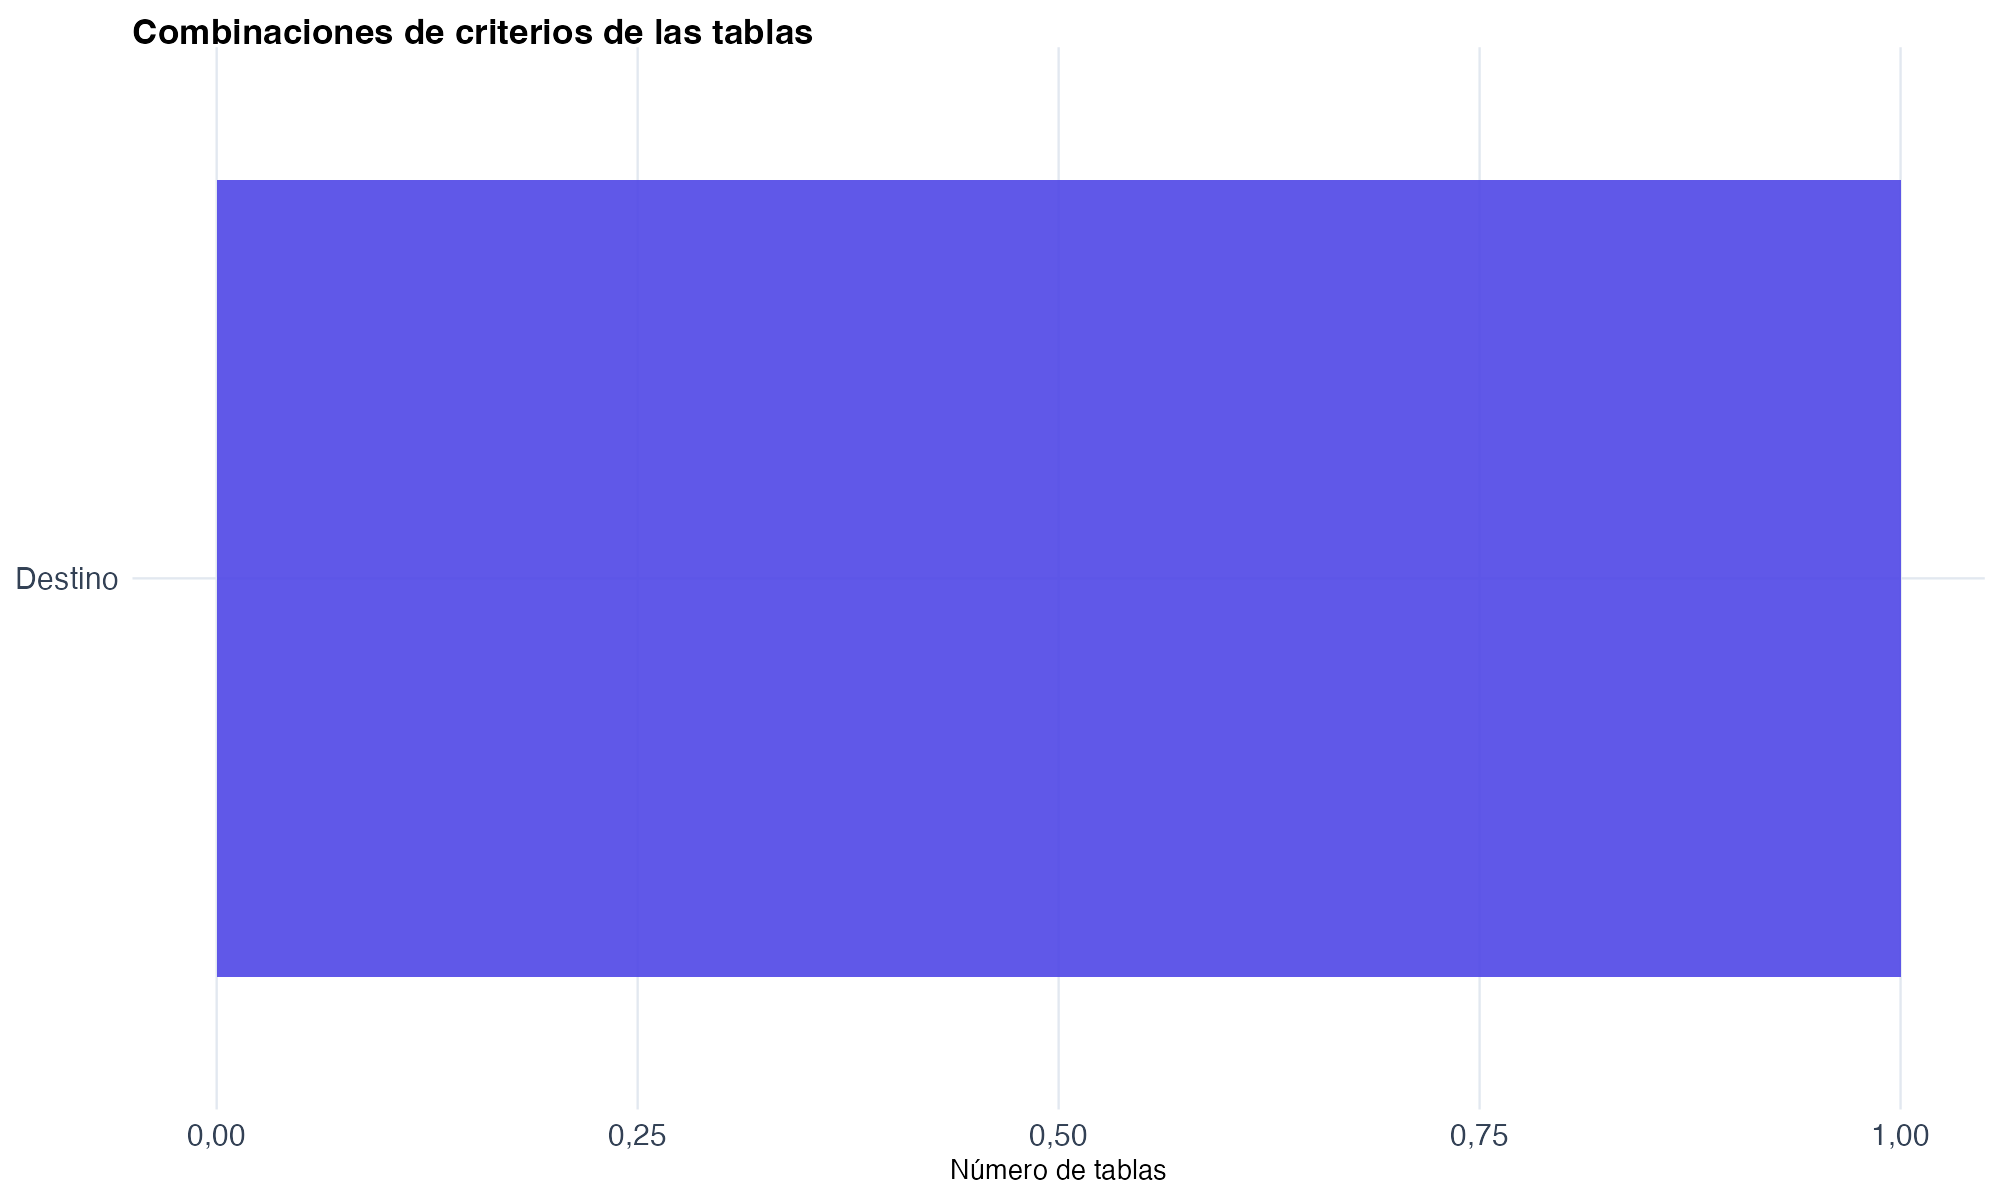 Combinaciones de criterios de las tablas
Destino
0,00 0,25 0,50 0,75 1,00
Número de tablas